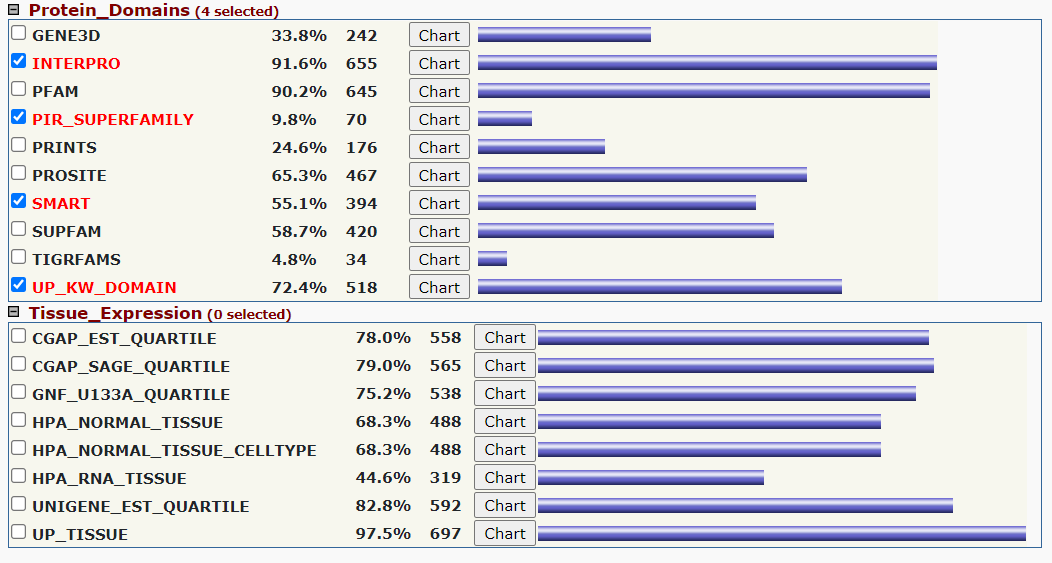 Protein_Domains (4 selected)
GENE3D 33.8% 242 Chart
INTERPRO 91.6% 655 Chart
PFAM 90.2% 645 Chart
PIR_SUPERFAMILY 9.8% 70 Chart
PRINTS 24.6% 176 Chart
PROSITE 65.3% 467 Chart
SMART 55.1% 394 Chart
SUPFAM 58.7% 420 Chart
TIGRFAMS 4.8% 34 Chart
UP_KW_DOMAIN 72.4% 518 Chart
Tissue_Expression (0 selected)
CGAP_EST_QUARTILE 78.0% 558 Chart
CGAP_SAGE_QUARTILE 79.0% 565 Chart
GNF_U133A_QUARTILE 75.2% 538 Chart
HPA_NORMAL_TISSUE 68.3% 488 Chart
HPA_NORMAL_TISSUE_CELLTYPE 68.3% 488 Chart
HPA_RNA_TISSUE 44.6% 319 Chart
UNIGENE_EST_QUARTILE 82.8% 592 Chart
UP_TISSUE 97.5% 697 Chart